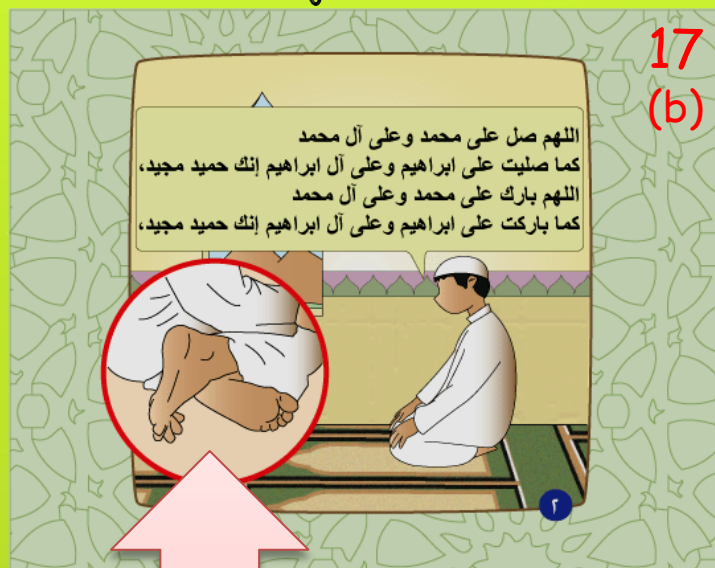 17
(b)
اللهم صل على محمد وعلى آل محمد
كما صليت على ابراهيم وعلى آل ابراهيم إنك حميد مجيد،
اللهم بارك على محمد وعلى آل محمد
كما باركت على ابراهيم وعلى آل ابراهيم إنك حميد مجيد،
٢